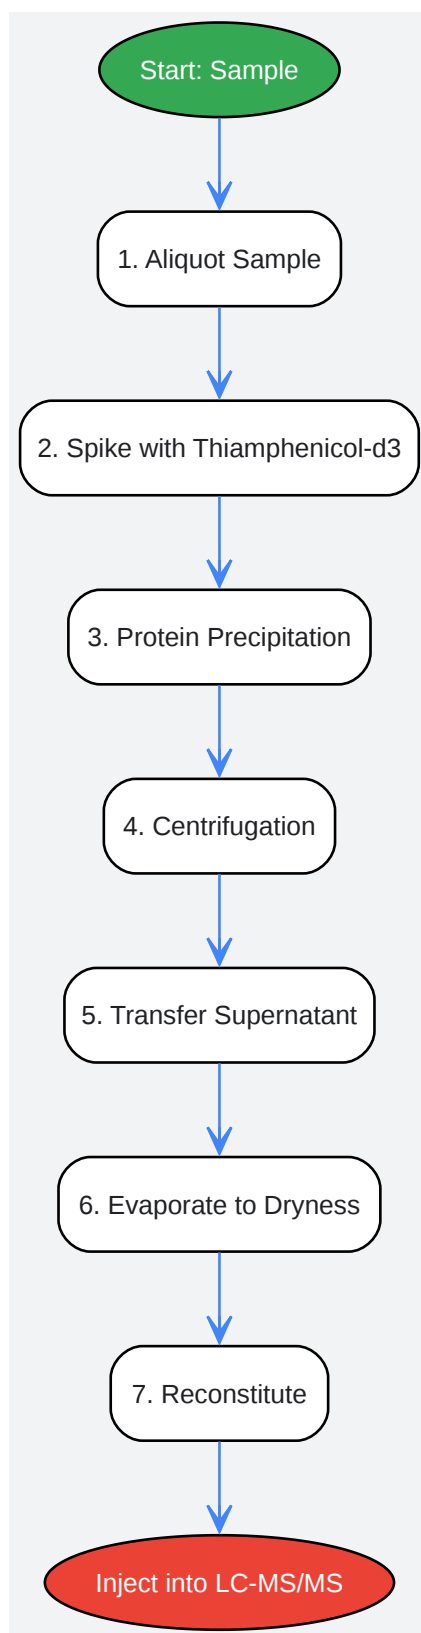 Start: Sample
1. Aliquot Sample
2. Spike with Thiamphenicol-d3
3. Protein Precipitation
4. Centrifugation
5. Transfer Supernatant
6. Evaporate to Dryness
7. Reconstitute
Inject into LC-MS/MS